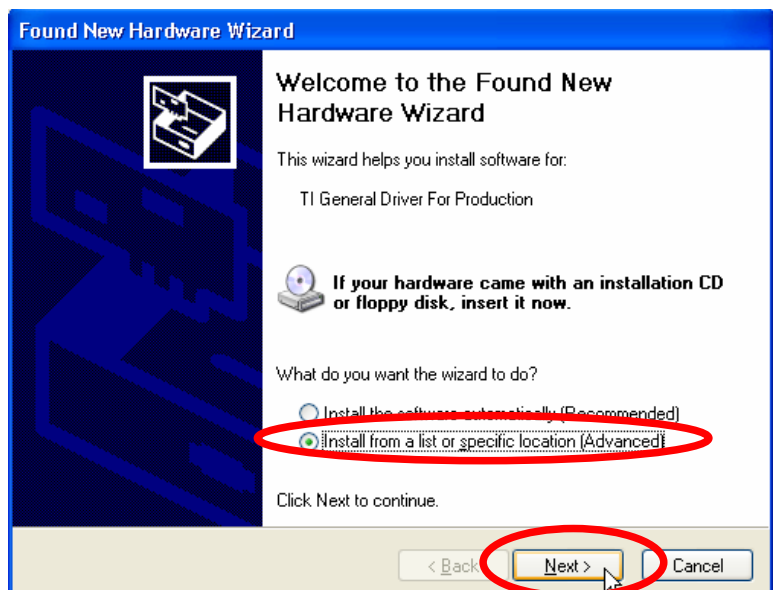 Found New Hardware Wizard
Welcome to the Found New
Hardware Wizard
This wizard helps you install software for:
TI General Driver For Production
If your hardware came with an installation CD
or floppy disk, insert it now.
What do you want the wizard to do?
Install the software automatically (Recommended)
Install from a list or specific location (Advanced)
Click Next to continue.
< Back
Next >
Cancel